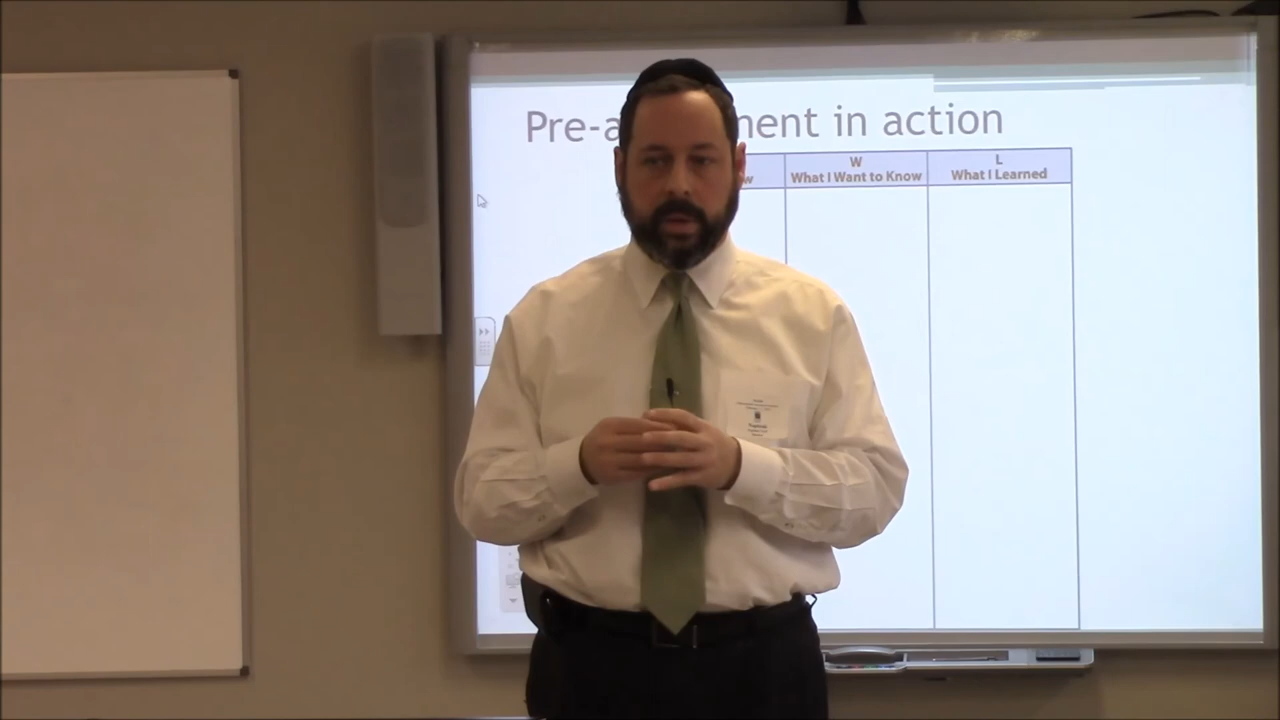 Pre-a ment in action
w
W
What I Want to Know
L
What I Learned